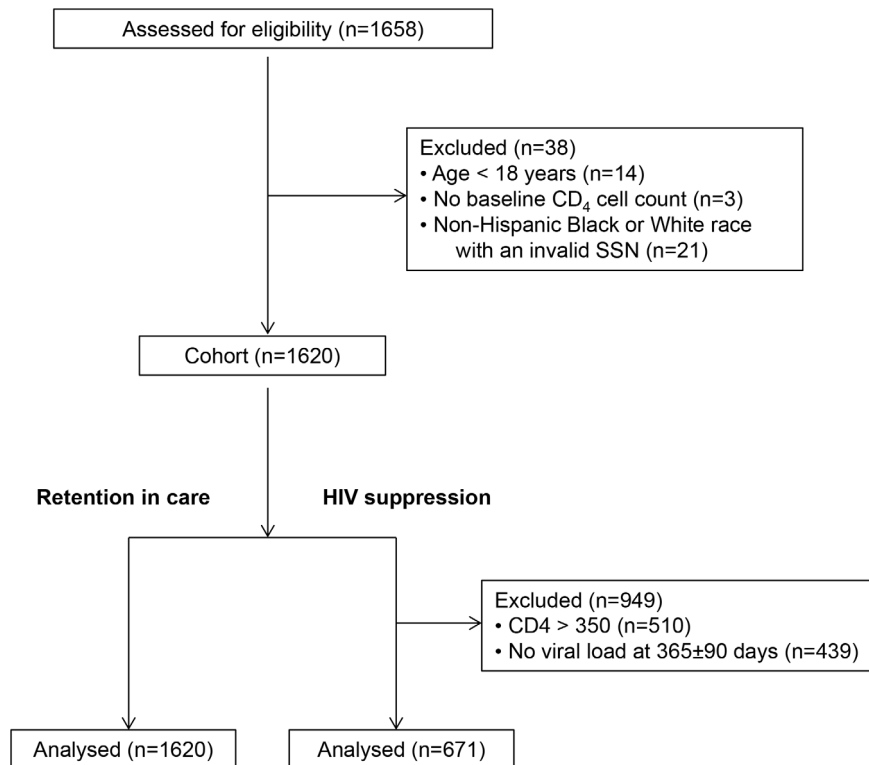 Assessed for eligibility (n=1658)
Excluded (n=38)
• Age < 18 years (n=14)
• No baseline CD₄ cell count (n=3)
• Non-Hispanic Black or White race
with an invalid SSN (n=21)
Cohort (n=1620)
Retention in care
HIV suppression
Excluded (n=949)
• CD4 > 350 (n=510)
• No viral load at 365±90 days (n=439)
Analysed (n=1620)
Analysed (n=671)